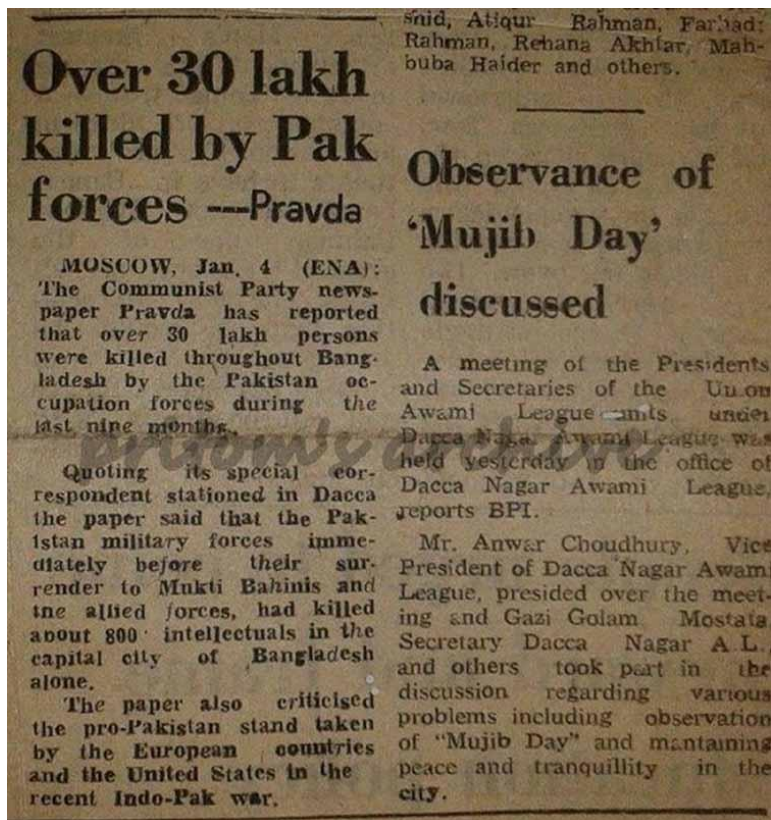 Over 30 lakh
killed by Pak
forces —Pravda
MOSCOW, Jan. 4 (ENA):
The Communist Party news-
paper Pravda has reported
that over 30 lakh persons
were killed throughout Bang-
ladesh by the Pakistan oc-
cupation forces during the
last nine months.
Quoting its special cor-
respondent stationed in Dacca
the paper said that the Pak-
istan military forces imme-
diately before their sur-
render to Mukti Bahinis and
the allied forces, had killed
about 800 intellectuals in the
capital city of Bangladesh
alone.
The paper also criticised
the pro-Pakistan stand taken
by the European countries
and the United States in the
recent Indo-Pak war.
Atiqur Rahman, Farhad:
Rahman, Rehana Akhtar, Mah-
buba Haider and others.
Observance of
‘Mujib Day’
discussed
A meeting of the Presidents
and Secretaries of the Union
Awami League units under
Dacca Nagar Awami League was
held yesterday in the office of
Dacca Nagar Awami League,
reports BPI.
Mr. Anwar Choudhury, Vice
President of Dacca Nagar Awami
League, presided over the meet-
ing and Gazi Golam Mostafa
Secretary Dacca Nagar A.L.,
and others took part in the
discussion regarding various
problems including observation
of "Mujib Day" and mantaining
peace and tranquillity in the
city.
pritom's archive